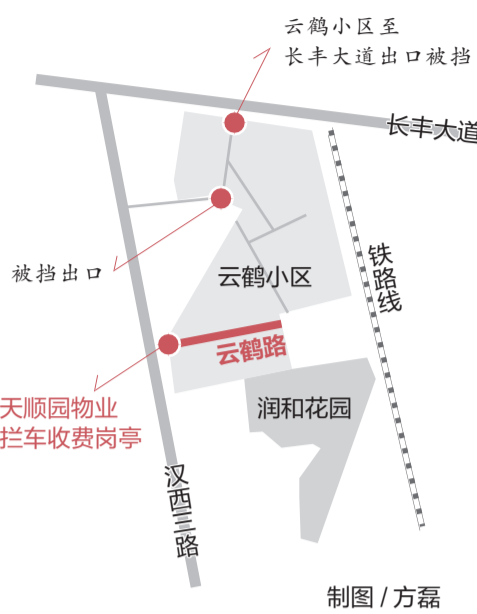 云鹤小区至
长丰大道出口被挡
长丰大道
铁路线
被挡出口
云鹤小区
云鹤路
天顺园物业
拦车收费岗亭
润和花园
汉西三路
制图 / 方磊